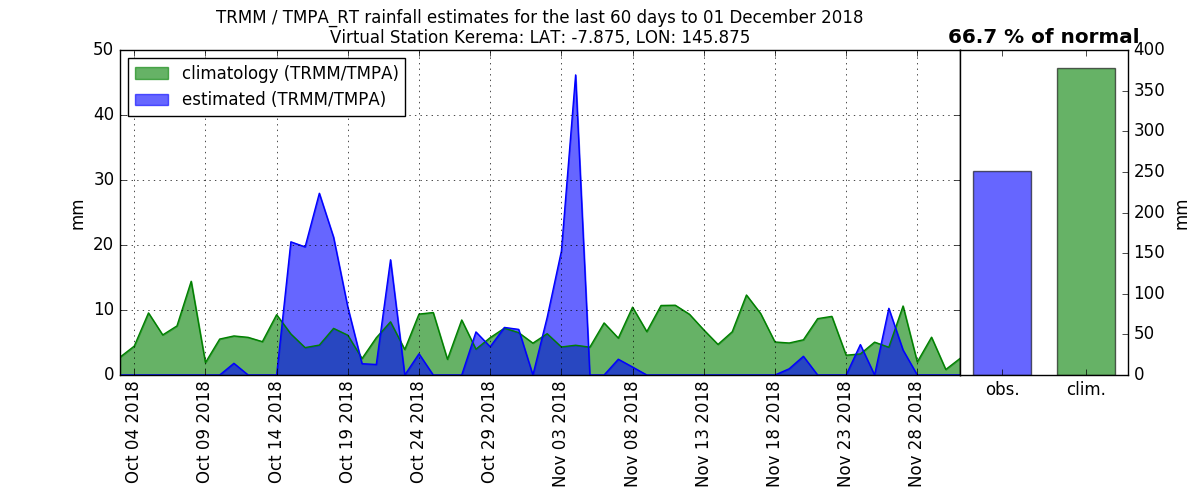 TRMM / TMPA_RT rainfall estimates for the last 60 days to 01 December 2018
Virtual Station Kerema: LAT: -7.875, LON: 145.875
66.7 % of normal
climatology (TRMM/TMPA)
estimated (TRMM/TMPA)
50
40
30
20
10
0
mm
Oct 04 2018
Oct 09 2018
Oct 14 2018
Oct 19 2018
Oct 24 2018
Oct 29 2018
Nov 03 2018
Nov 08 2018
Nov 13 2018
Nov 18 2018
Nov 23 2018
Nov 28 2018
obs.
clim.
400
350
300
250
200
150
100
50
0
mm